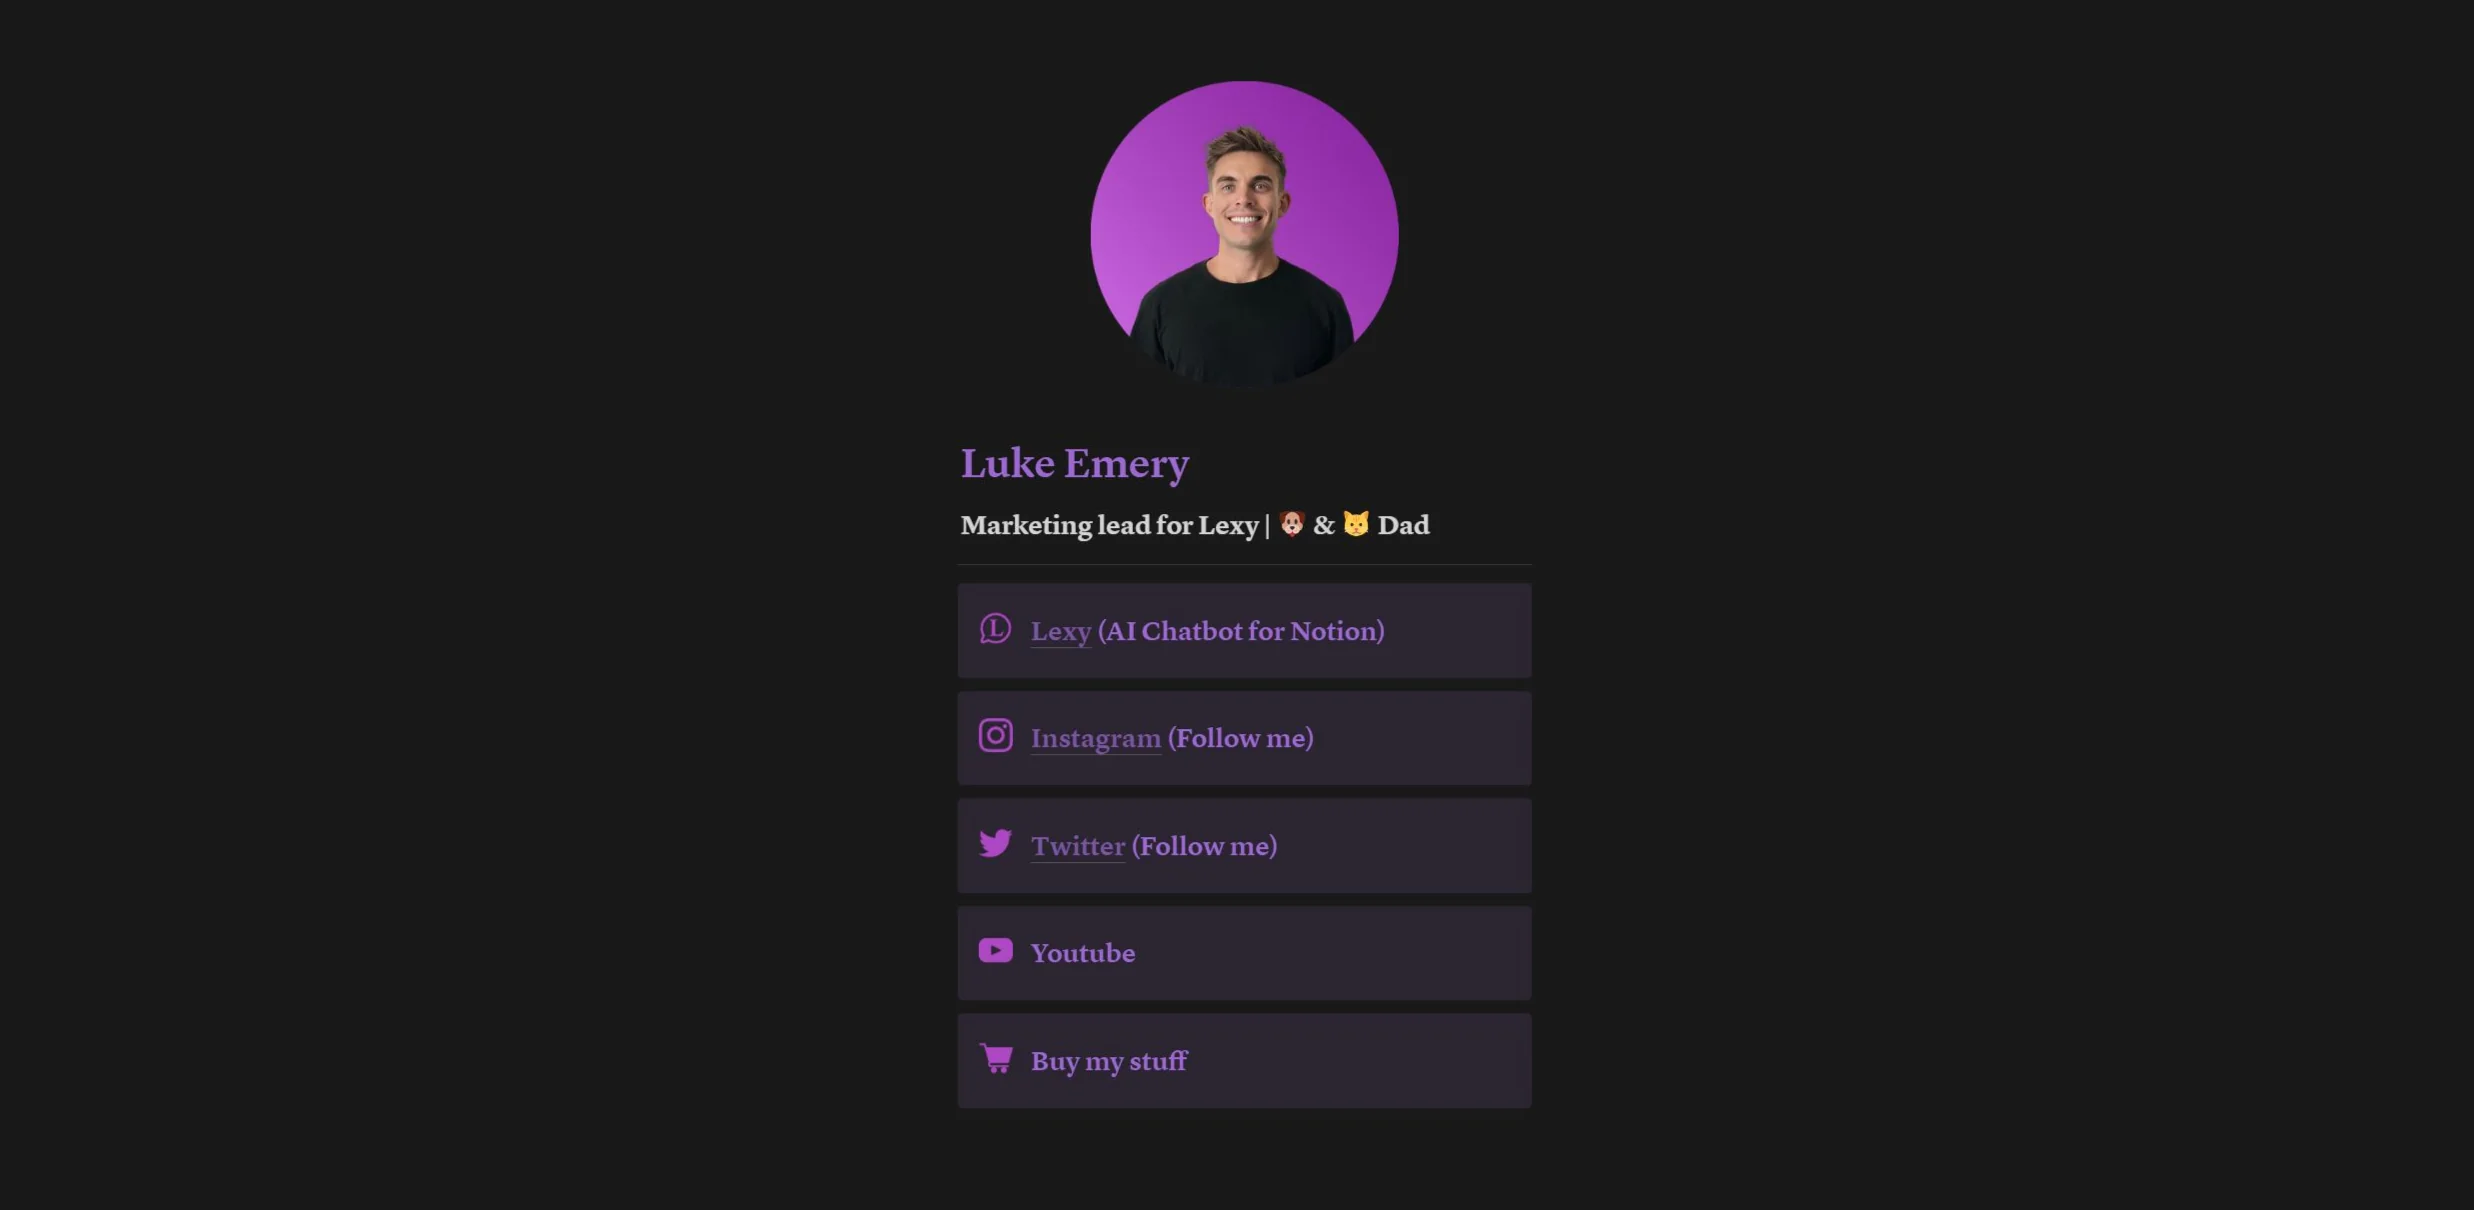 Luke Emery
Marketing lead for Lexy | 🐶 & 🐱 Dad
L Lexy (AI Chatbot for Notion)
Instagram (Follow me)
Twitter (Follow me)
Youtube
Buy my stuff